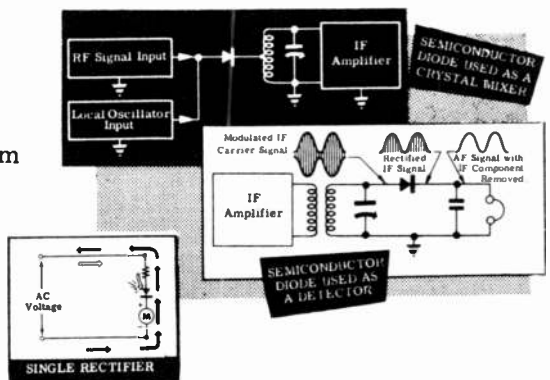 RF Signal Input
Local Oscillator
Input
IF
Amplifier
SEMICONDUCTOR
DIODE USED AS A
CRYSTAL MIXER
m
Modulated IF
Carrier Signal
Rectified
IF Signal
AF Signal with
IF Component
Removed
IF
Amplifier
SEMICONDUCTOR
DIODE USED AS
A DETECTOR
AC
Voltage
M
SINGLE RECTIFIER